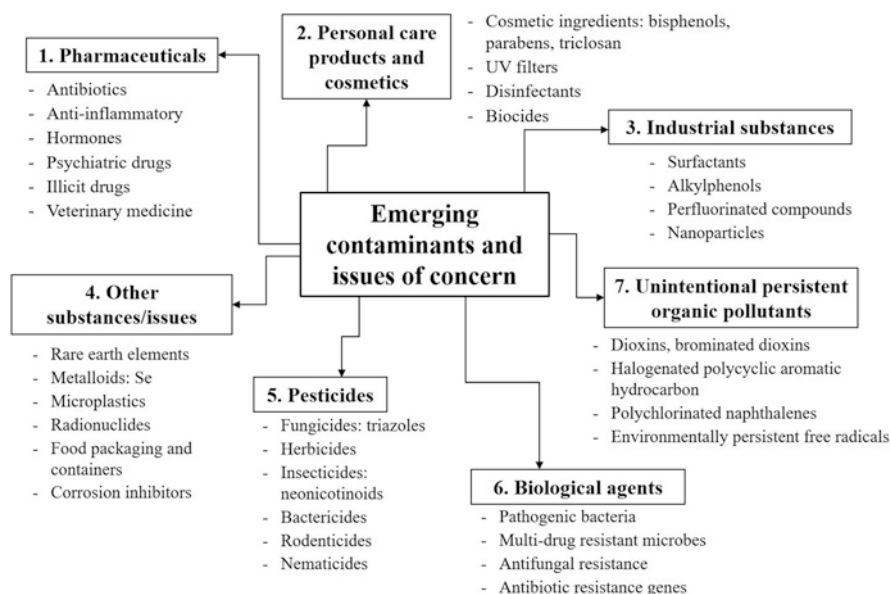 1. Pharmaceuticals
- Antibiotics
- Anti-inflammatory
- Hormones
- Psychiatric drugs
- Illicit drugs
- Veterinary medicine
2. Personal care
products and
cosmetics
- Cosmetic ingredients: bisphenols,
parabens, triclosan
- UV filters
- Disinfectants
- Biocides
3. Industrial substances
- Surfactants
- Alkylphenols
- Perfluorinated compounds
- Nanoparticles
Emerging
contaminants and
issues of concern
4. Other
substances/issues
- Rare earth elements
- Metalloids: Se
- Microplastics
- Radionuclides
- Food packaging and
containers
- Corrosion inhibitors
5. Pesticides
- Fungicides: triazoles
- Herbicides
- Insecticides:
neonicotinoids
- Bactericides
- Rodenticides
- Nematicides
6. Biological agents
- Pathogenic bacteria
- Multi-drug resistant microbes
- Antifungal resistance
- Antibiotic resistance genes
7. Unintentional persistent
organic pollutants
- Dioxins, brominated dioxins
- Halogenated polycyclic aromatic
hydrocarbon
- Polychlorinated naphthalenes
- Environmentally persistent free radicals